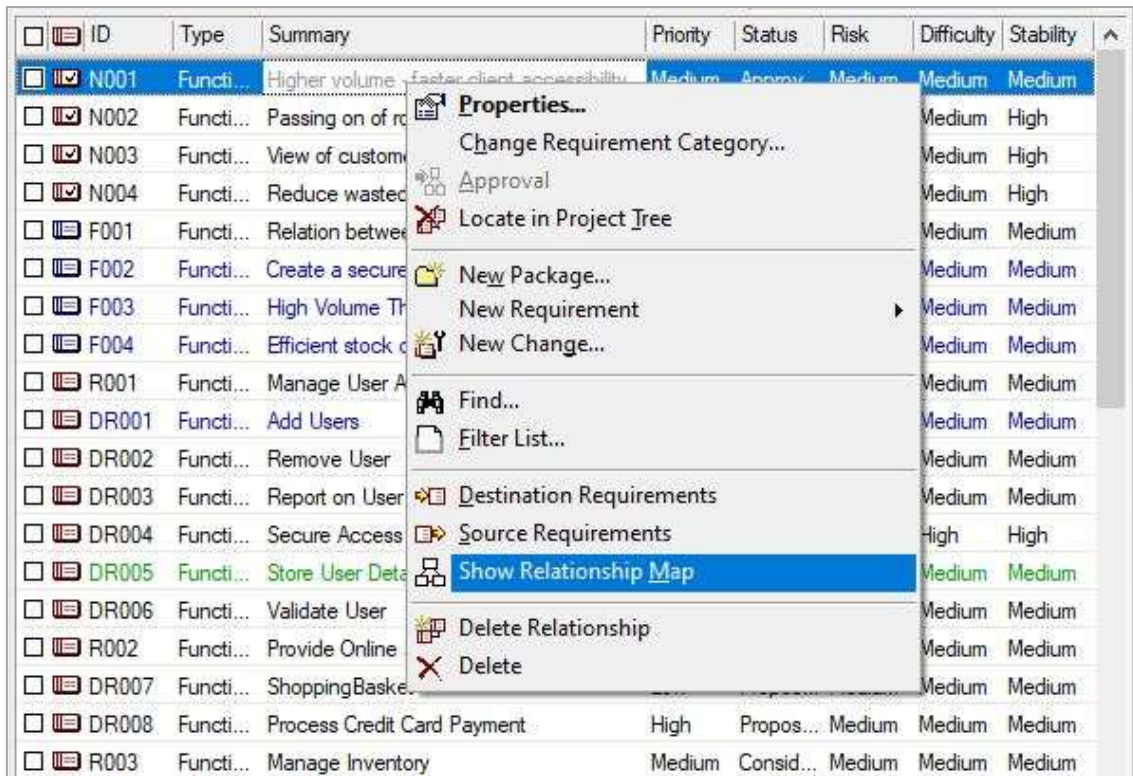 ID Type Summary Priority Status Risk Difficulty Stability
N001 Functi... Higher volume - faster client accessibility Medium Approv... Medium Medium Medium
Properties...
N002 Functi... Passing on of Medium High
Change Requirement Category...
N003 Functi... View of custome Medium High
Approval
N004 Functi... Reduce wasted Medium High
Locate in Project Tree
F001 Functi... Relation betwee Medium Medium
F002 Functi... Create a secure Medium Medium
New Package...
F003 Functi... High Volume Th Medium Medium
New Requirement
F004 Functi... Efficient stock Medium Medium
New Change...
R001 Functi... Manage User A Medium Medium
Find...
DR001 Functi... Add Users Medium Medium
Filter List...
DR002 Functi... Remove User Medium Medium
DR003 Functi... Report on User Medium Medium
Destination Requirements
DR004 Functi... Secure Access High High
Source Requirements
DR005 Functi... Store User Deta Medium Medium
Show Relationship Map
DR006 Functi... Validate User Medium Medium
Delete Relationship
R002 Functi... Provide Online Medium Medium
Delete
DR007 Functi... ShoppingBasket Medium Medium
DR008 Functi... Process Credit Card Payment High Propos... Medium Medium Medium
R003 Functi... Manage Inventory Medium Consid... Medium Medium Medium